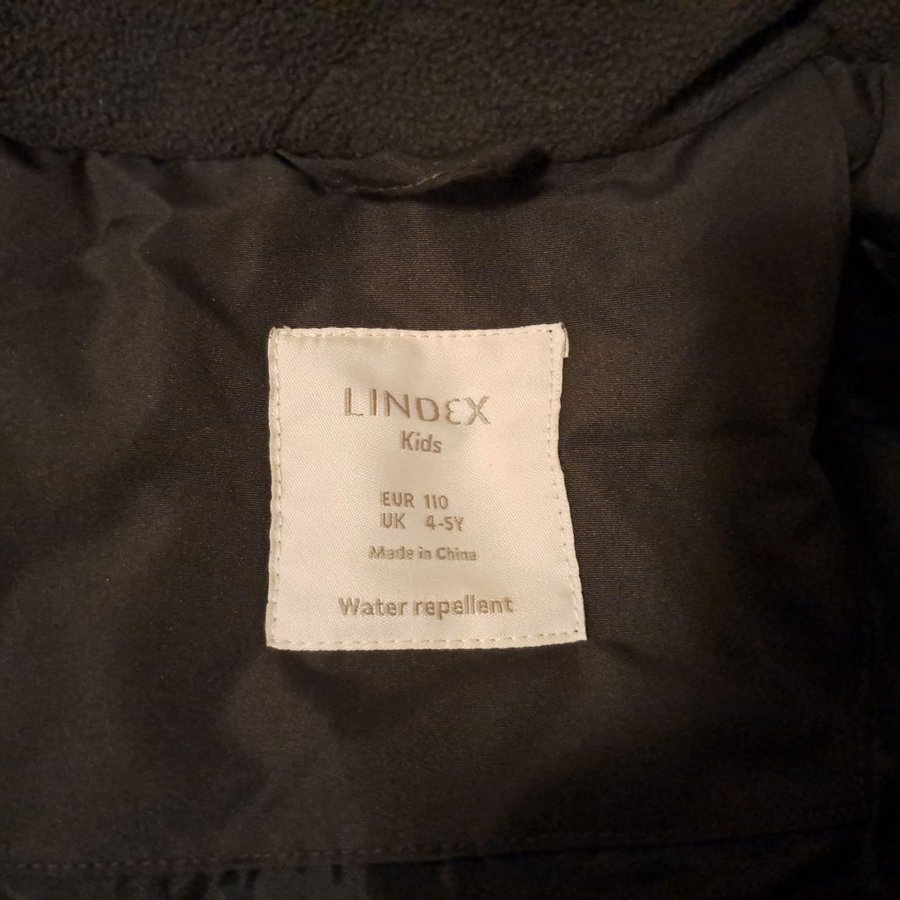 LINDEX
Kids
EUR 110
UK 4-5Y
Made in China
Water repellent